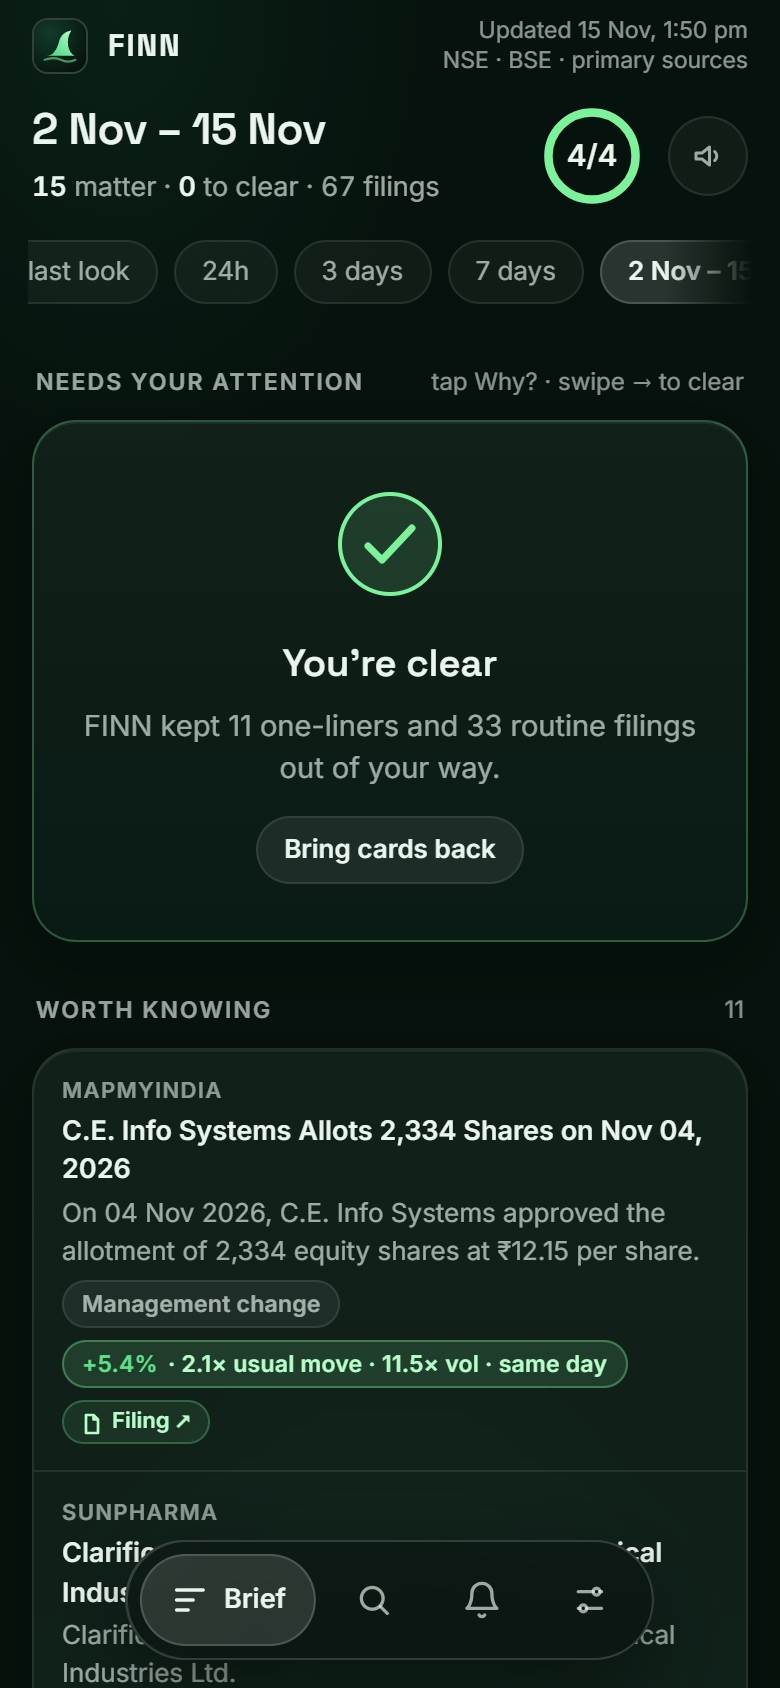 FINN
Updated 15 Nov, 1:50 pm
NSE · BSE · primary sources
2 Nov – 15 Nov
15 matter · 0 to clear · 67 filings
4/4
last look
24h
3 days
7 days
2 Nov – 15
NEEDS YOUR ATTENTION
tap Why? · swipe → to clear
You’re clear
FINN kept 11 one-liners and 33 routine filings
out of your way.
Bring cards back
WORTH KNOWING
11
MAPMYINDIA
C.E. Info Systems Allots 2,334 Shares on Nov 04,
2026
On 04 Nov 2026, C.E. Info Systems approved the
allotment of 2,334 equity shares at ₹12.15 per share.
Management change
+5.4% · 2.1× usual move · 11.5× vol · same day
Filing ↗
SUNPHARMA
Industries Ltd.
Brief